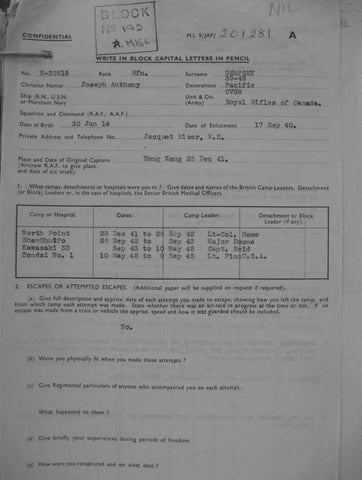 NIL
BLOCK
No 192
A. Misc
CONFIDENTIAL
M.I. 9/JAP/ 201281 A
WRITE IN BLOCK CAPITAL LETTERS IN PENCIL
No. E-30515 Rank Rfn. Surname DEMPSEY
Christian Names Joseph Anthony Decorations 39-45 Pacific CVSM
Ship (R.N., U.S.N. or Merchant Navy Unit & Div. (Army) Royal Rifles of Canada.
Squadron and Command (R.A.F., A.A.F.)
Date of Birth 30 Jun 14 Date of Enlistment 17 Sep 40.
Private Address and Telephone No. Jacquet River, N.B.
Place and Date of Original Capture Hong Kong 25 Dec 41.
(Aircrew R.A.F. to give place
and date of a/c crash).
1. What camps, detachments or hospitals were you in? Give dates and names of the British Camp Leaders. Detachment
(or Block) Leaders or, in the case of hospitals, the Senior British Medical Officers.
Camp or Hospital. Dates. Camp Leader. Detachment or Block Leader (if any).
North Point 28 Dec 41 to 26 Sep 42 Lt-Col. Home
ShamShui Po 26 Sep 42 to Sep 43 Major Boone
Kawasaki 3D Sep 43 to 10 May 45 Capt. Reid
Sendai No. 1 10 May 45 to 9 Sep 45 Lt. Finn U.S.A.
2. ESCAPES OR ATTEMPTED ESCAPES. (Additional paper will be supplied on request if required).
(a) Give full description and approx. date of each attempt you made to escape, showing how you left the camp, and
from which camp each attempt was made. State whether there was an air-raid in progress at the time or not. If an
escape was made from a train or vehicle the approx. speed and how it was guarded should be included.
No.
(b) Were you physically fit when you made these attempts?
(c) Give Regimental particulars of anyone who accompanied you on each attempt.
What happened to them?
(d) Give briefly your experiences during periods of freedom.
(e) How were you recaptured and on what date?